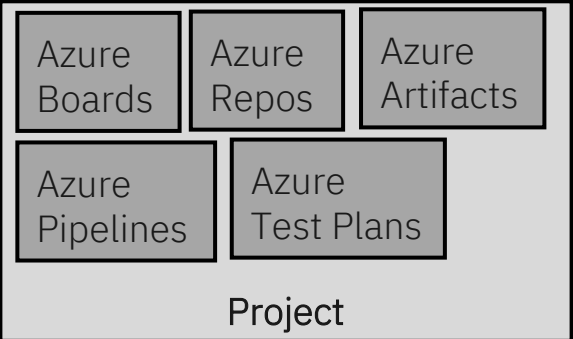 Azure
Boards
Azure
Repos
Azure
Artifacts
Azure
Pipelines
Azure
Test Plans
Project